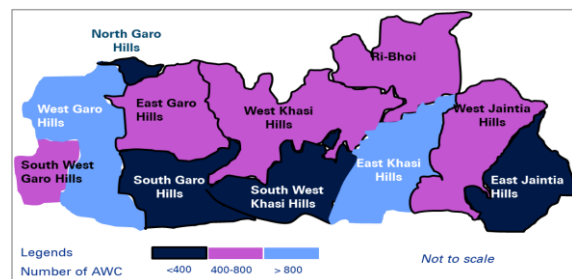 North Garo
Hills
Ri-Bhoi
West Garo
Hills
East Garo
Hills
West Khasi
Hills
West Jaintia
Hills
South West
Garo Hills
South Garo
Hills
South West
Khasi Hills
East Khasi
Hills
East Jaintia
Hills
Legends
Number of AWC
<400
400-800
> 800
Not to scale